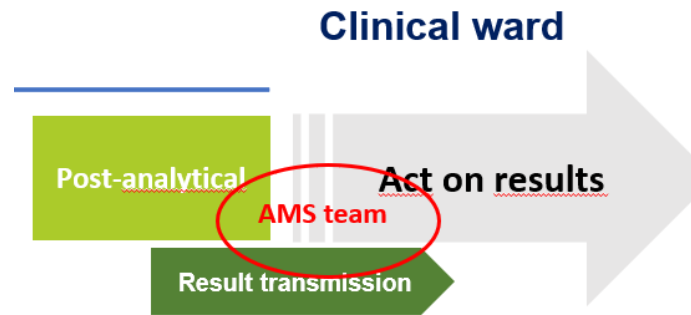 Clinical ward
Post-analytical
Act on results
AMS team
Result transmission